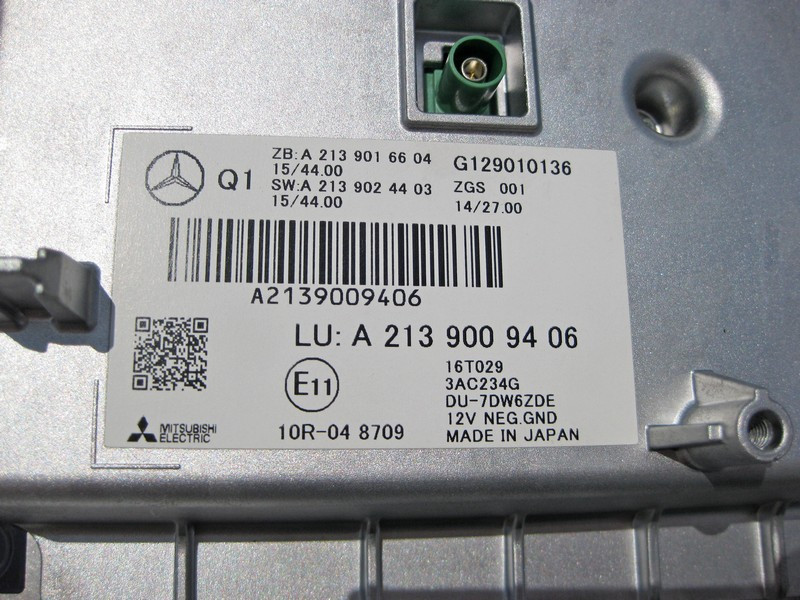 Q1
ZB:A 213 901 66 04 G129010136
15/44.00
SW:A 213 902 44 03 ZGS 001
15/44.00 14/27.00
A2139009406
LU: A 213 900 94 06
16T029
E11 3AC234G
DU-7DW6ZDE
MITSUBISHI ELECTRIC 10R-04 8709 12V NEG.GND
MADE IN JAPAN